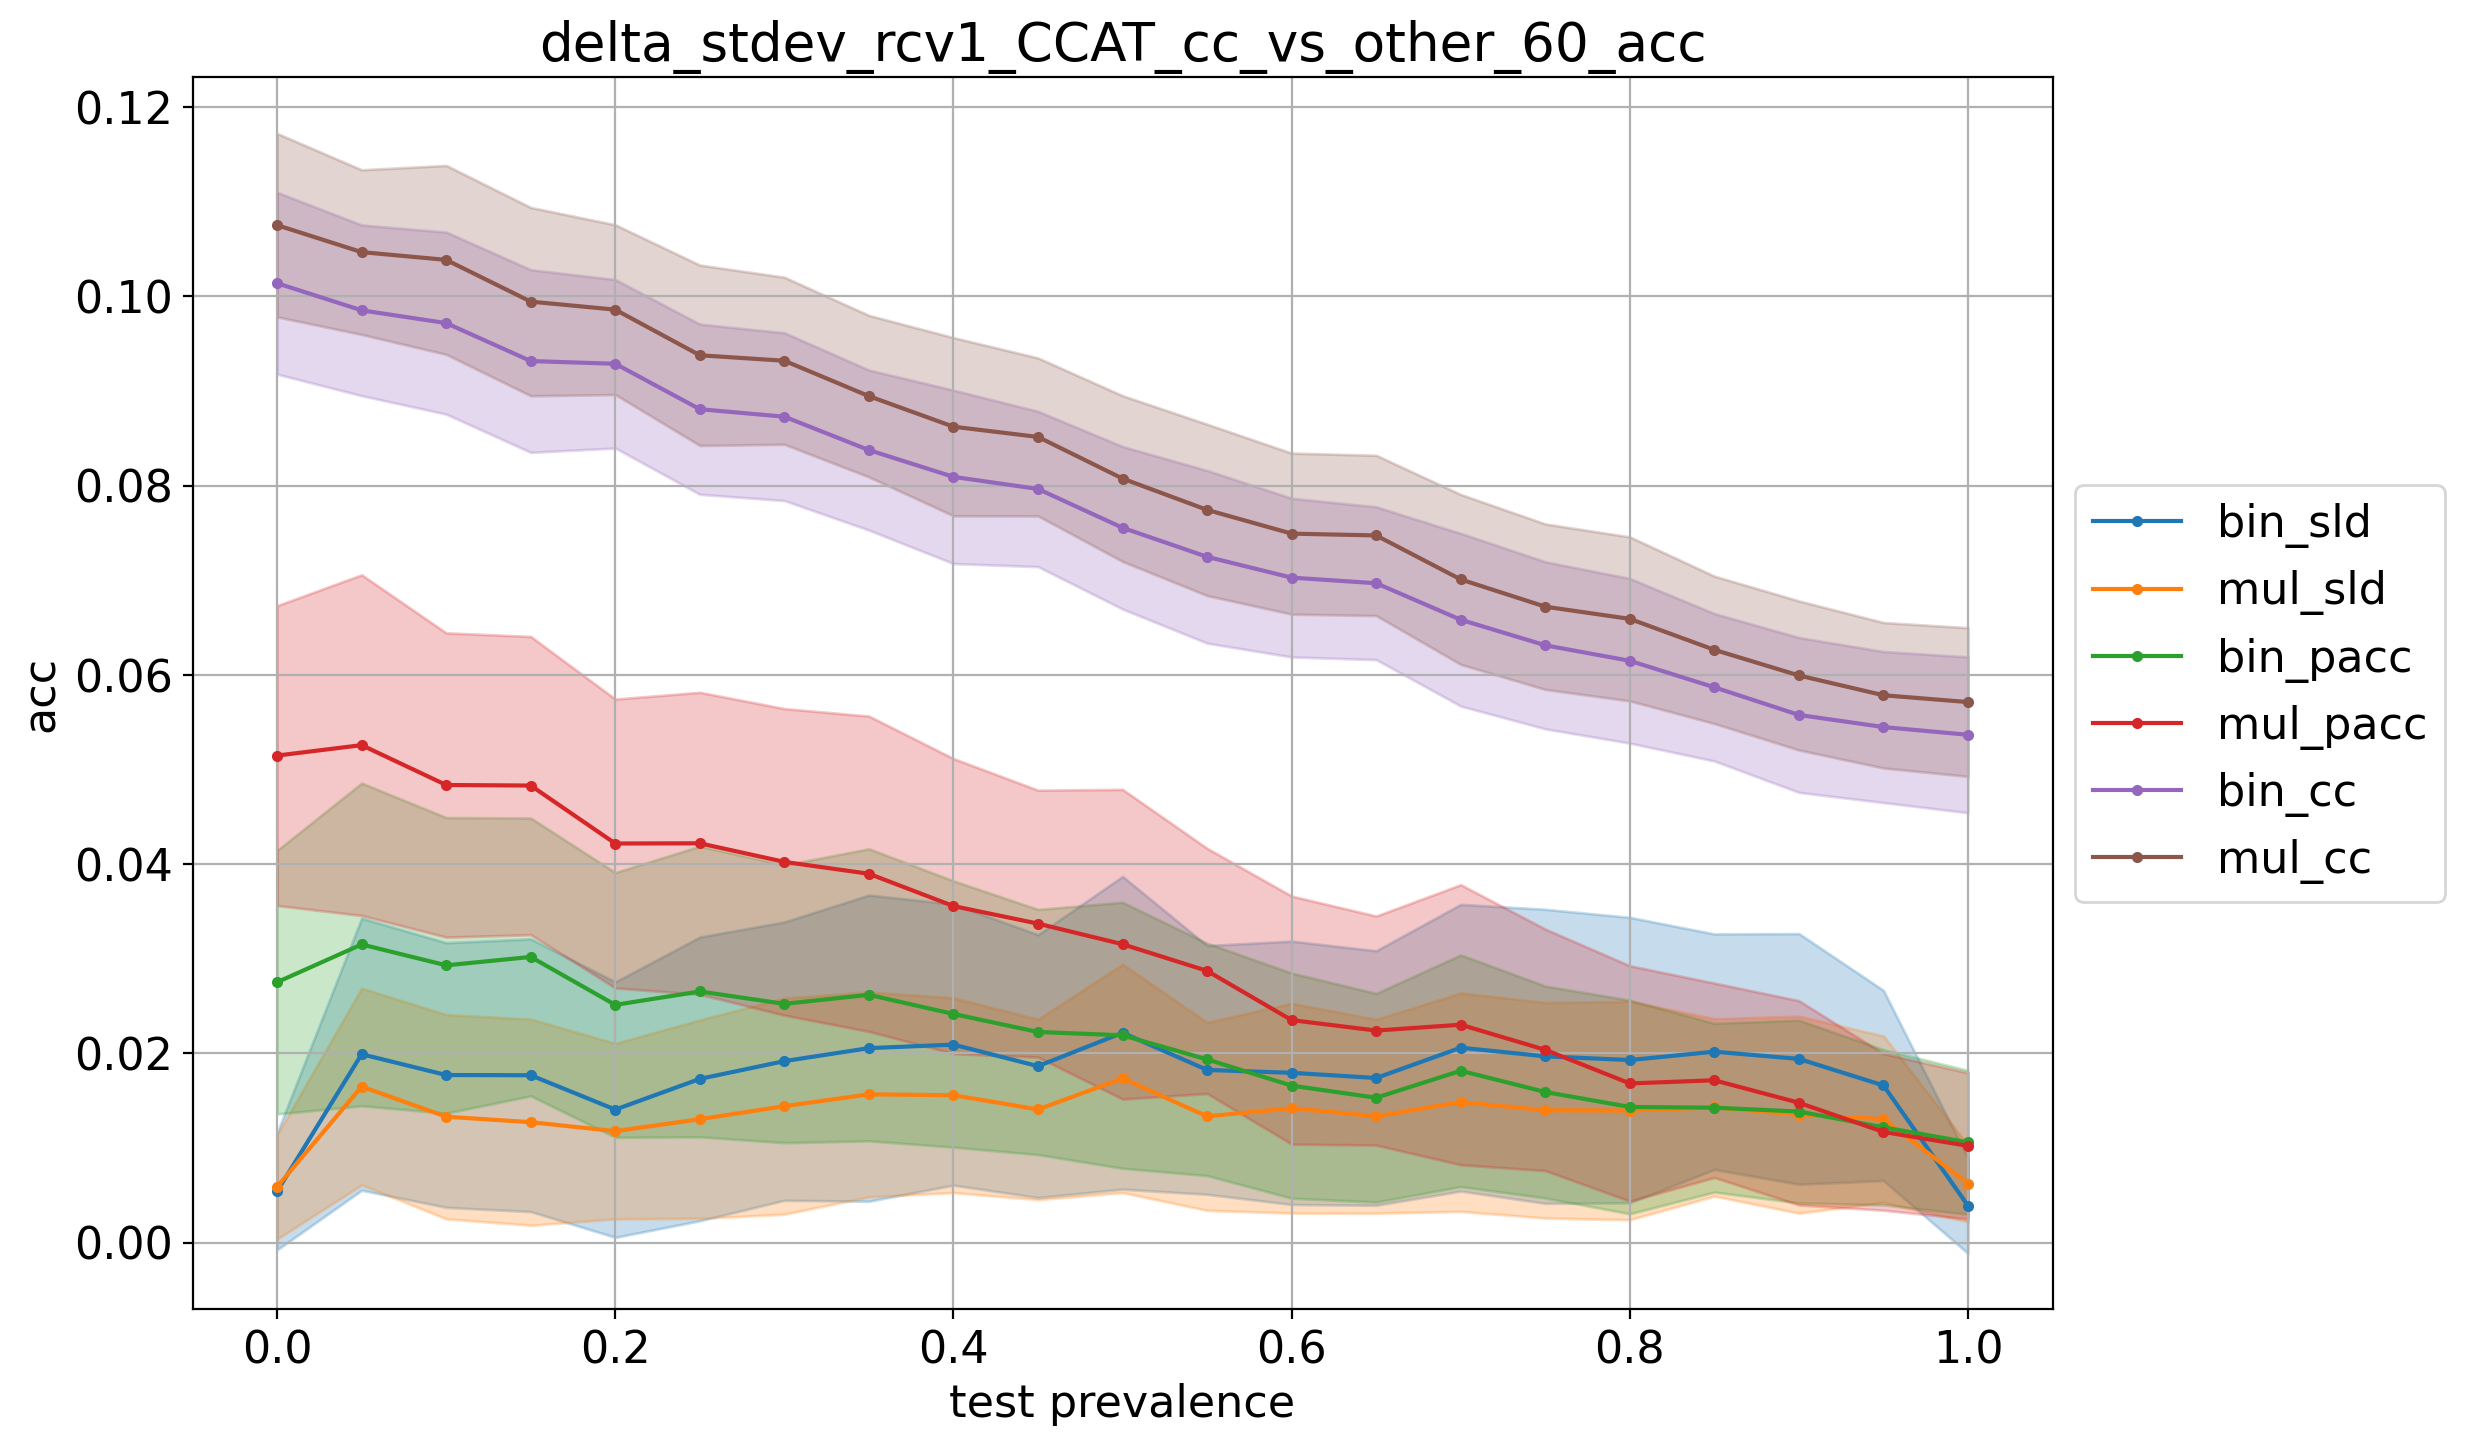 delta_stdev_rcv1_CCAT_cc_vs_other_60_acc
0.12
0.10
0.08
0.06
0.04
0.02
0.00
acc
0.0 0.2 0.4 0.6 0.8 1.0
test prevalence
bin_sld
mul_sld
bin_pacc
mul_pacc
bin_cc
mul_cc